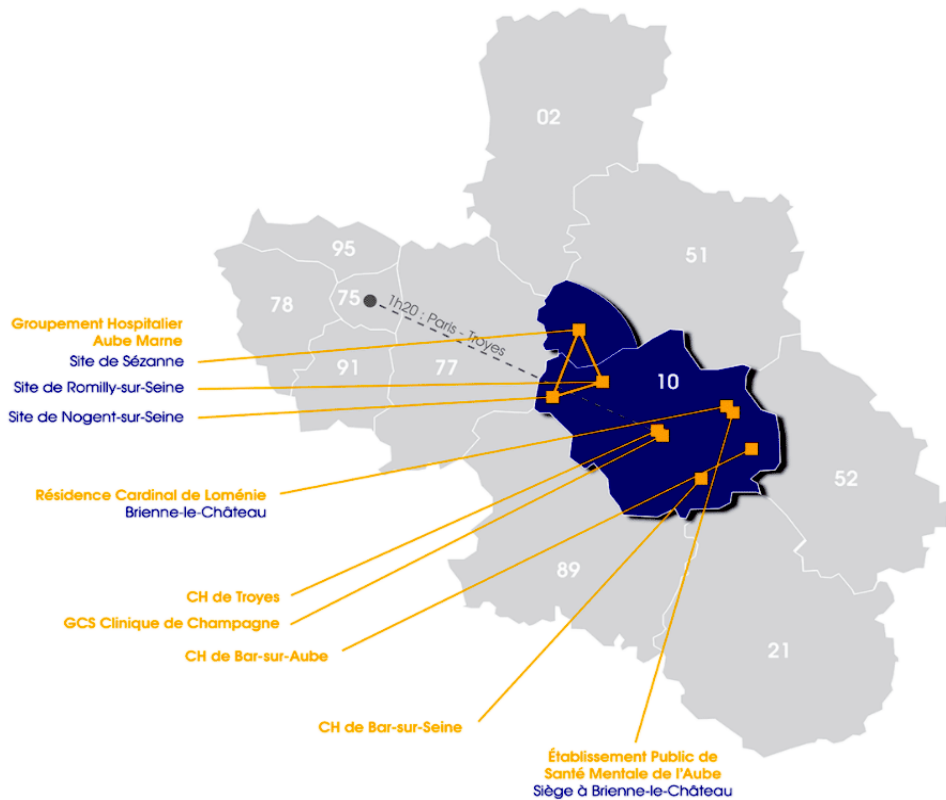 02
95
51
75
78
1h20 : Paris - Troyes
Groupement Hospitalier
Aube Marne
Site de Sézanne
91
77
10
Site de Romilly-sur-Seine
Site de Nogent-sur-Seine
52
Résidence Cardinal de Loménie
Brienne-le-Château
89
CH de Troyes
GCS Clinique de Champagne
CH de Bar-sur-Aube
21
CH de Bar-sur-Seine
Établissement Public de
Santé Mentale de l'Aube
Siège à Brienne-le-Château